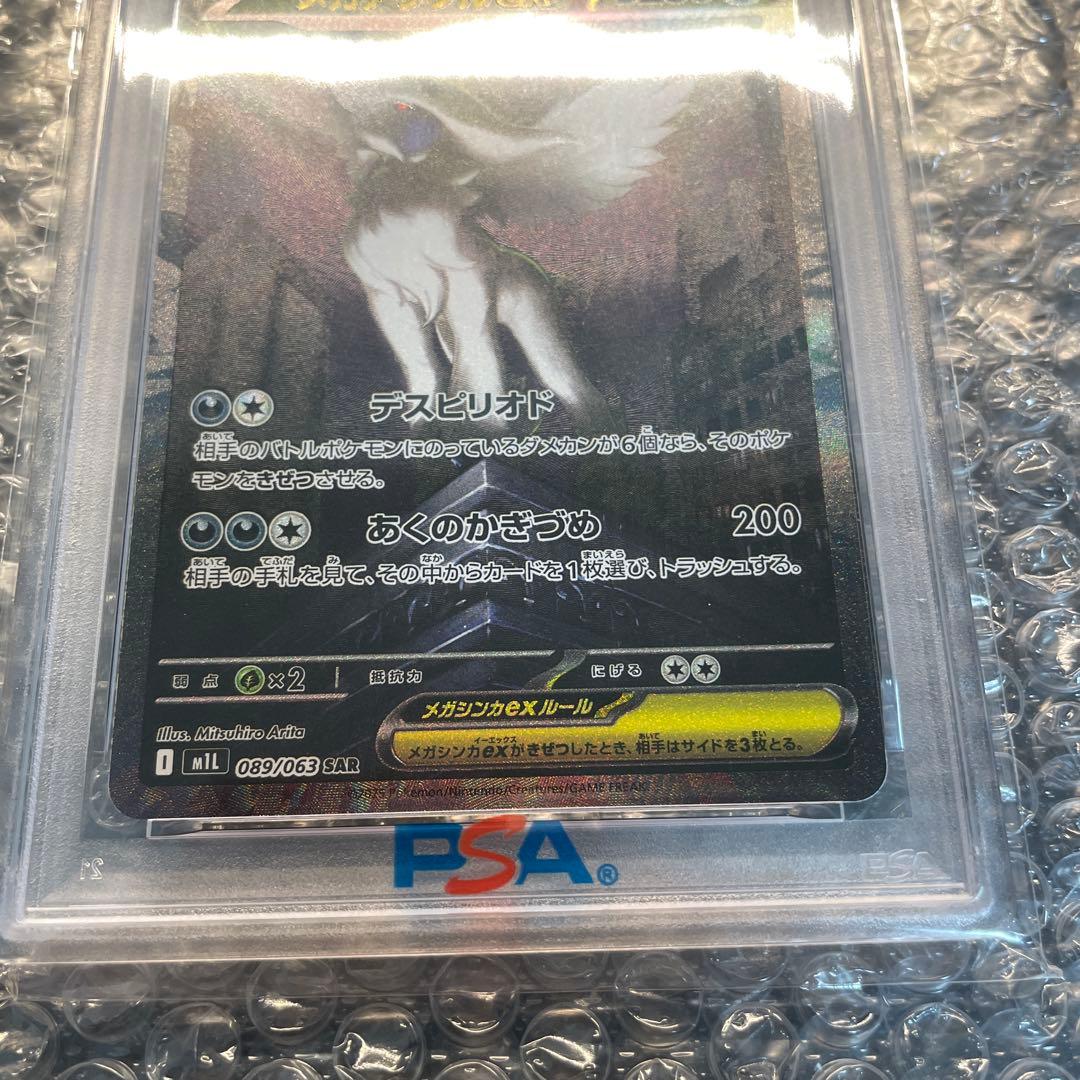 デスピリオド
相手のバトルポケモンにのっているダメカンが6個なら、そのポケ
モンをきぜつさせる。
あくのかぎづめ 200
相手の手札を見て、その中からカードを1枚選び、トラッシュする。
弱点 ×2 抵抗力 にげる
メガシンカexルール
メガシンカexがきぜつしたとき、相手はサイドを3枚とる。
Illus. Mitsuhiro Arita
I M1L 089/063 SAR
©2025 Pokémon/Nintendo/Creatures/GAME FREAK
PSA®
PSA